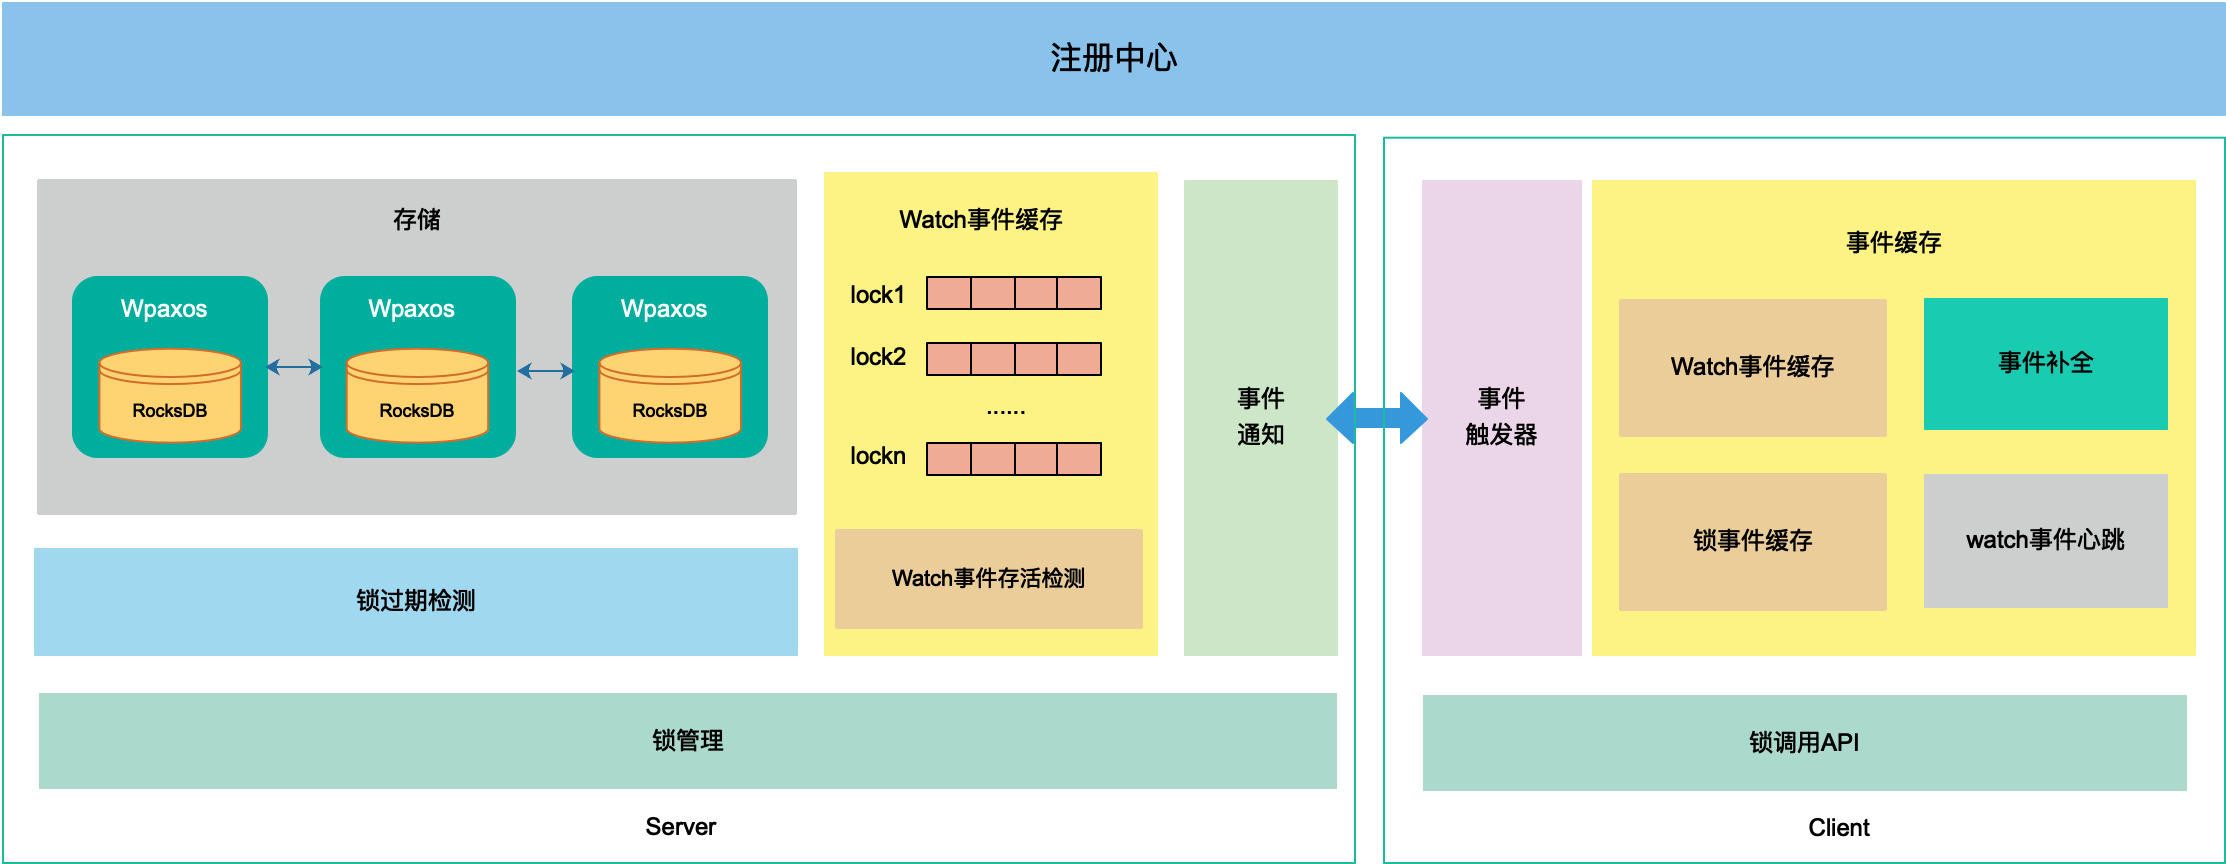 注册中心
存储
Wpaxos
Wpaxos
Wpaxos
RocksDB
RocksDB
RocksDB
锁过期检测
Watch事件缓存
lock1
lock2
......
lockn
Watch事件存活检测
事件
通知
锁管理
Server
事件
触发器
事件缓存
Watch事件缓存
事件补全
锁事件缓存
watch事件心跳
锁调用API
Client